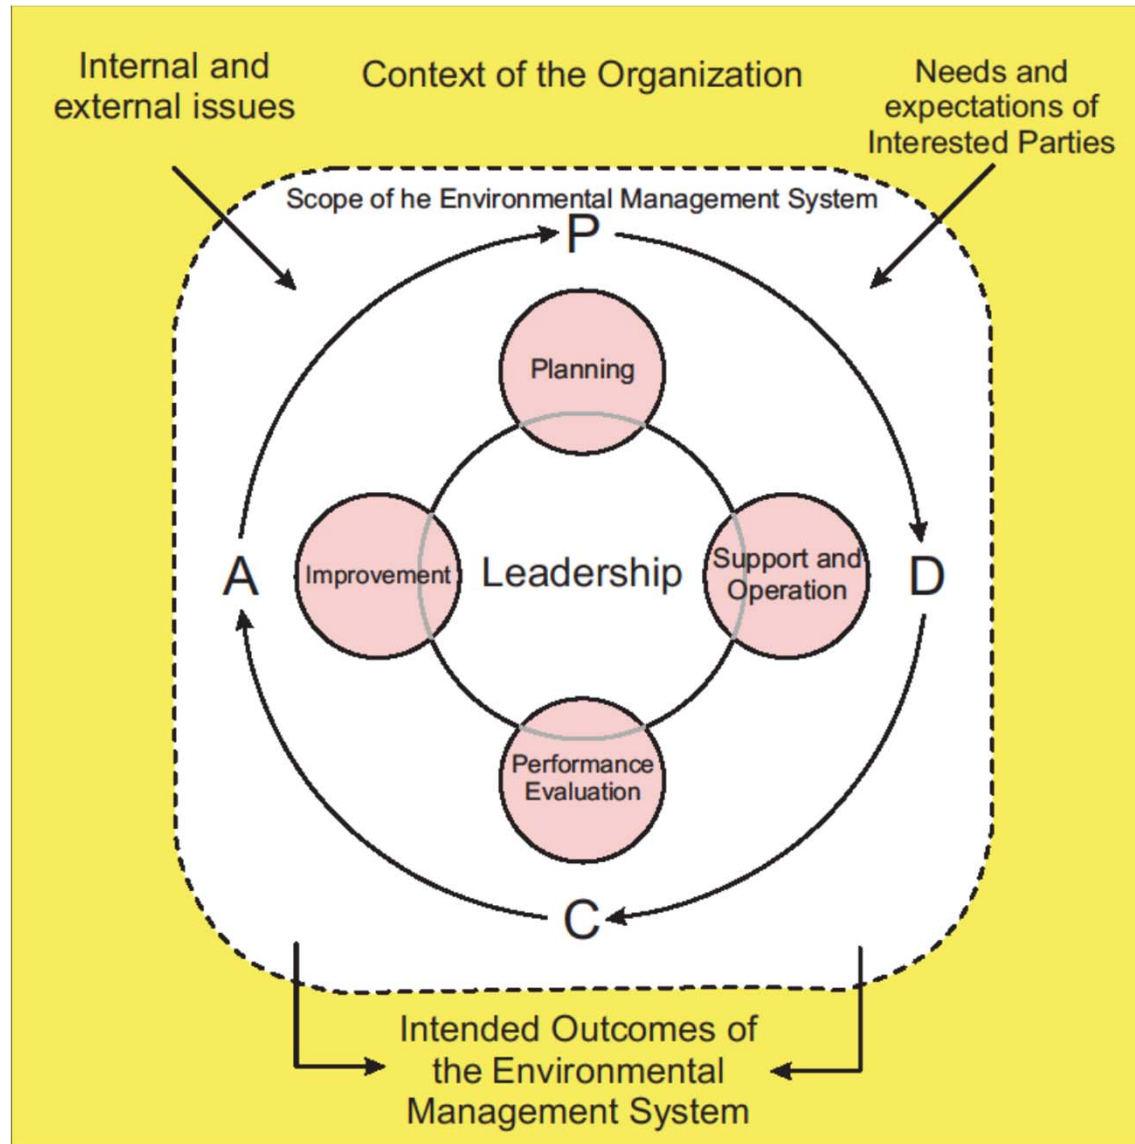 Internal and
external issues
Context of the Organization
Needs and
expectations of
Interested Parties
Scope of he Environmental Management System
P
Planning
A
Improvement
Leadership
Support and
Operation
D
Performance
Evaluation
C
Intended Outcomes of
the Environmental
Management System